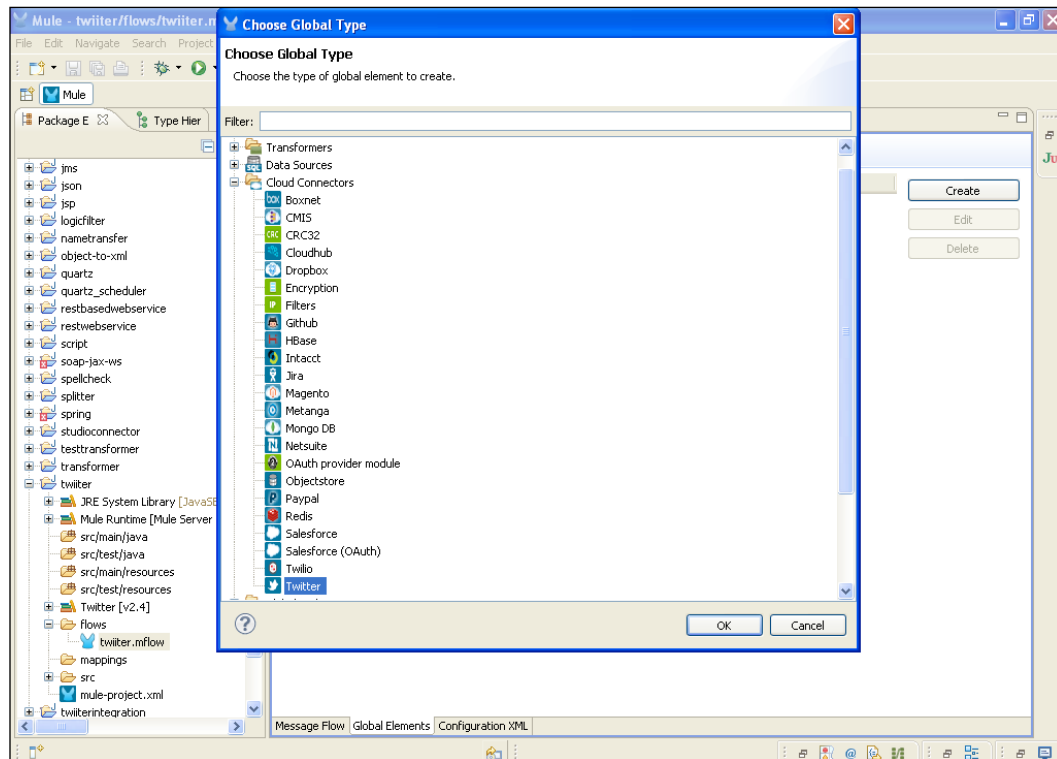 Mule - twiiter/flows/twiiter.m
File Edit Navigate Search Project
Mule
Package E
Type Hier
jms
json
jsp
logicfilter
nametransfer
object-to-xml
quartz
quartz_scheduler
restbasedwebservice
restwebservice
script
soap-jax-ws
spellcheck
splitter
spring
studioconnector
testtransformer
transformer
twiiter
JRE System Library [JavaSE
Mule Runtime [Mule Server
src/main/java
src/test/java
src/main/resources
src/test/resources
Twitter [v2.4]
flows
twiiter.mflow
mappings
src
mule-project.xml
twiiterintegration
Choose Global Type
Choose Global Type
Choose the type of global element to create.
Filter:
Transformers
Data Sources
Cloud Connectors
Boxnet
CMIS
CRC32
Cloudhub
Dropbox
Encryption
Filters
Github
HBase
Intacct
Jira
Magento
Metanga
Mongo DB
Netsuite
OAuth provider module
Objectstore
Paypal
Redis
Salesforce
Salesforce (OAuth)
Twilio
Twitter
OK
Cancel
Create
Edit
Delete
Ju
Message Flow
Global Elements
Configuration XML